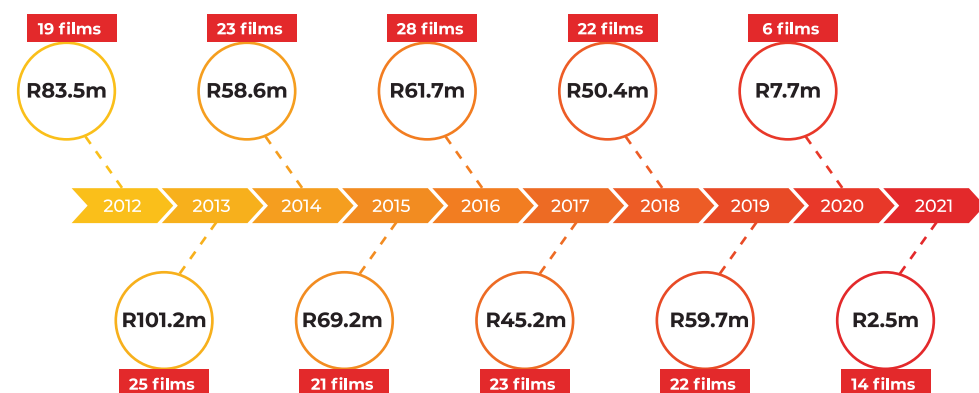 19 films
23 films
28 films
22 films
6 films
R83.5m
R58.6m
R61.7m
R50.4m
R7.7m
2012
2013
2014
2015
2016
2017
2018
2019
2020
2021
R101.2m
R69.2m
R45.2m
R59.7m
R2.5m
25 films
21 films
23 films
22 films
14 films